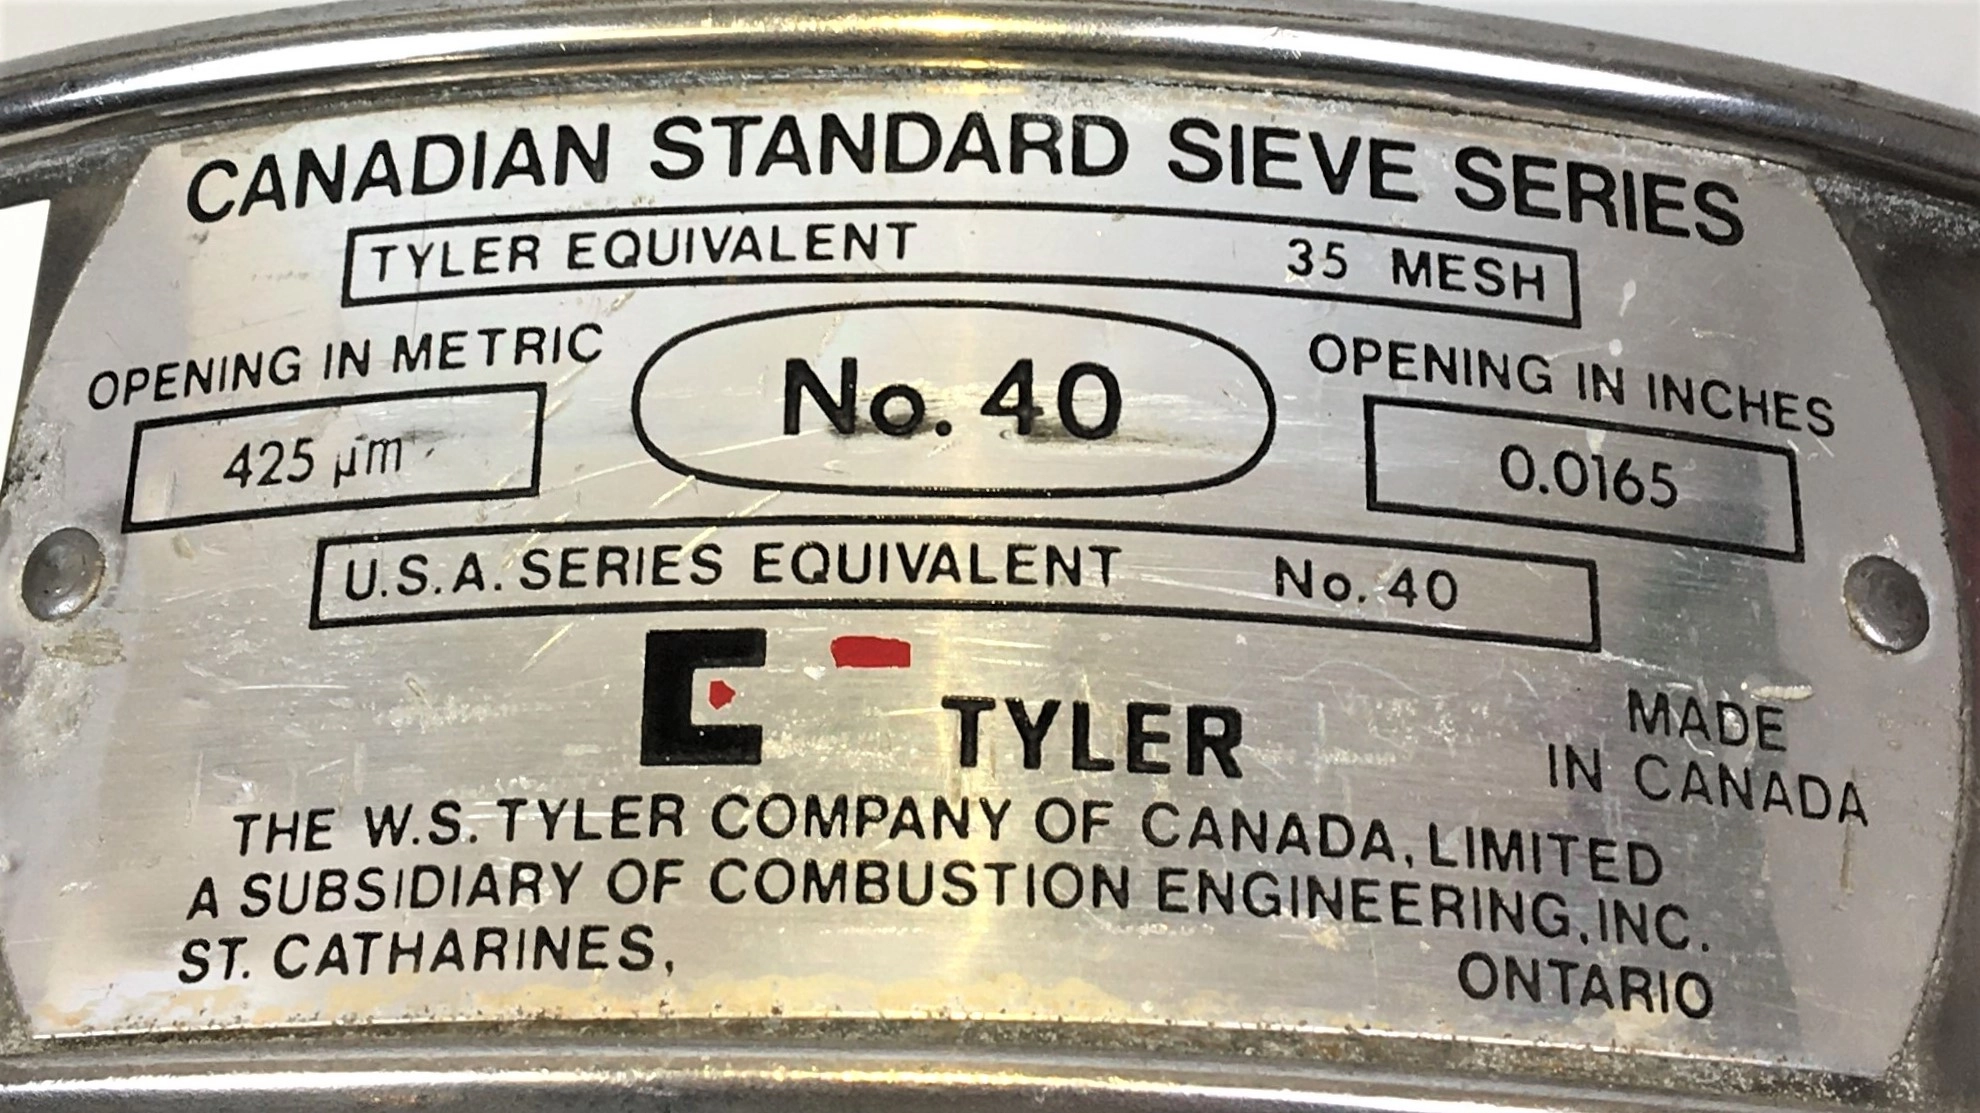 CANADIAN STANDARD SIEVE SERIES
TYLER EQUIVALENT 35 MESH
OPENING IN METRIC
425 µm
No. 40
OPENING IN INCHES
0.0165
U.S.A. SERIES EQUIVALENT No. 40
TYLER
MADE
IN CANADA
THE W.S. TYLER COMPANY OF CANADA, LIMITED
A SUBSIDIARY OF COMBUSTION ENGINEERING, INC.
ST. CATHARINES, ONTARIO